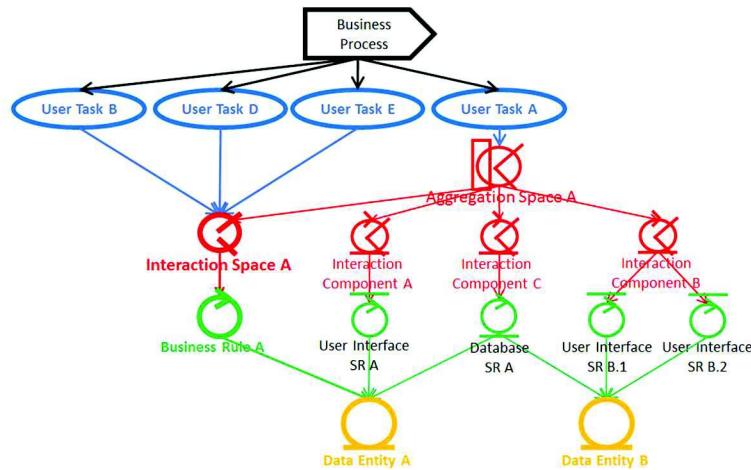 Business
Process
User Task B
User Task D
User Task E
User Task A
Aggregation Space A
Interaction Space A
Interaction
Component A
Interaction
Component C
Interaction
Component B
Business Rule A
User Interface
SR A
Database
SR A
User Interface
SR B.1
User Interface
SR B.2
Data Entity A
Data Entity B